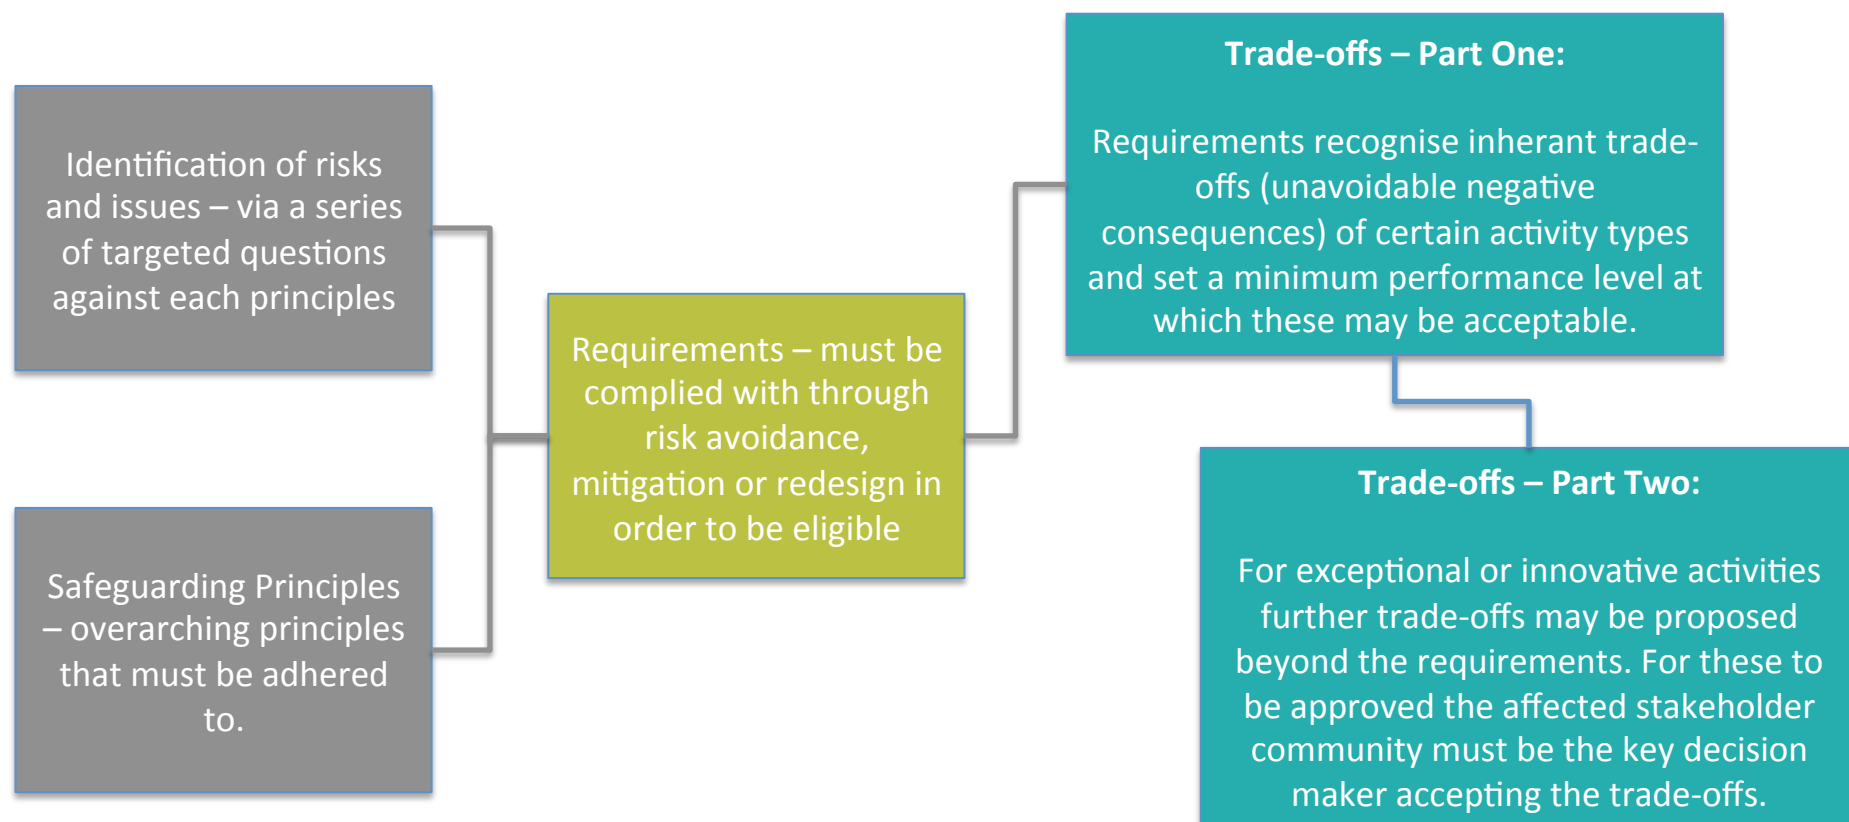 Identification of risks
and issues – via a series
of targeted questions
against each principles
Safeguarding Principles
– overarching principles
that must be adhered
to.
Requirements – must be
complied with through
risk avoidance,
mitigation or redesign in
order to be eligible
Trade-offs – Part One:
Requirements recognise inherant trade-
offs (unavoidable negative
consequences) of certain activity types
and set a minimum performance level at
which these may be acceptable.
Trade-offs – Part Two:
For exceptional or innovative activities
further trade-offs may be proposed
beyond the requirements. For these to
be approved the affected stakeholder
community must be the key decision
maker accepting the trade-offs.